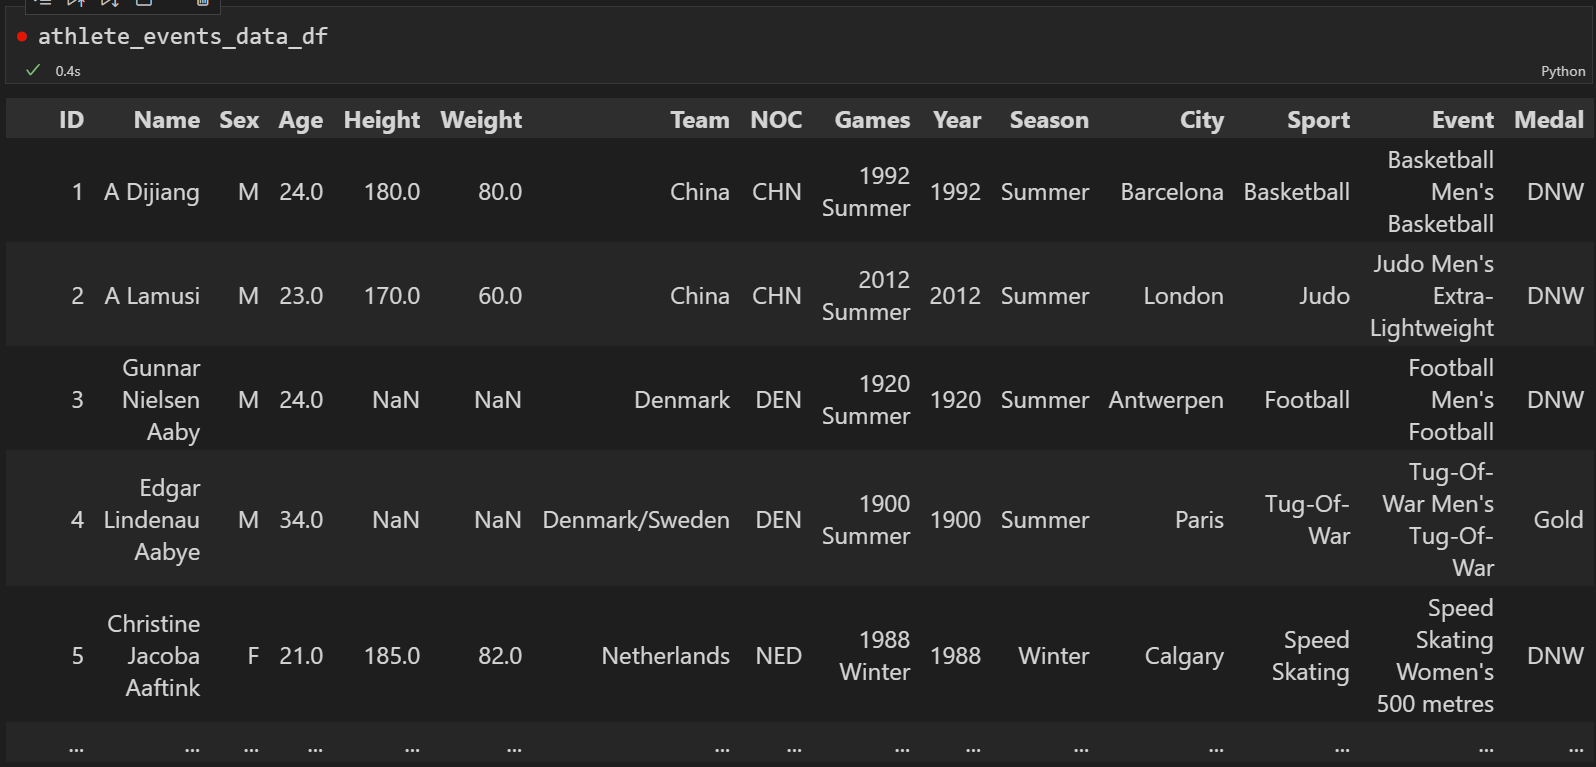 athlete_events_data_df
0.4s
Python
ID Name Sex Age Height Weight Team NOC Games Year Season City Sport Event Medal
1 A Dijiang M 24.0 180.0 80.0 China CHN 1992 Summer 1992 Summer Barcelona Basketball Basketball Men's Basketball DNW
2 A Lamusi M 23.0 170.0 60.0 China CHN 2012 Summer 2012 Summer London Judo Judo Men's Extra-Lightweight DNW
3 Gunnar Nielsen Aaby M 24.0 NaN NaN Denmark DEN 1920 Summer 1920 Summer Antwerpen Football Football Men's Football DNW
4 Edgar Lindenau Aabye M 34.0 NaN NaN Denmark/Sweden DEN 1900 Summer 1900 Summer Paris Tug-Of-War Tug-Of-War Men's Tug-Of-War Gold
5 Christine Jacoba Aaftink F 21.0 185.0 82.0 Netherlands NED 1988 Winter 1988 Winter Calgary Speed Skating Speed Skating Women's 500 metres DNW
... ... ... ... ... ... ... ... ... ... ... ... ... ... ...